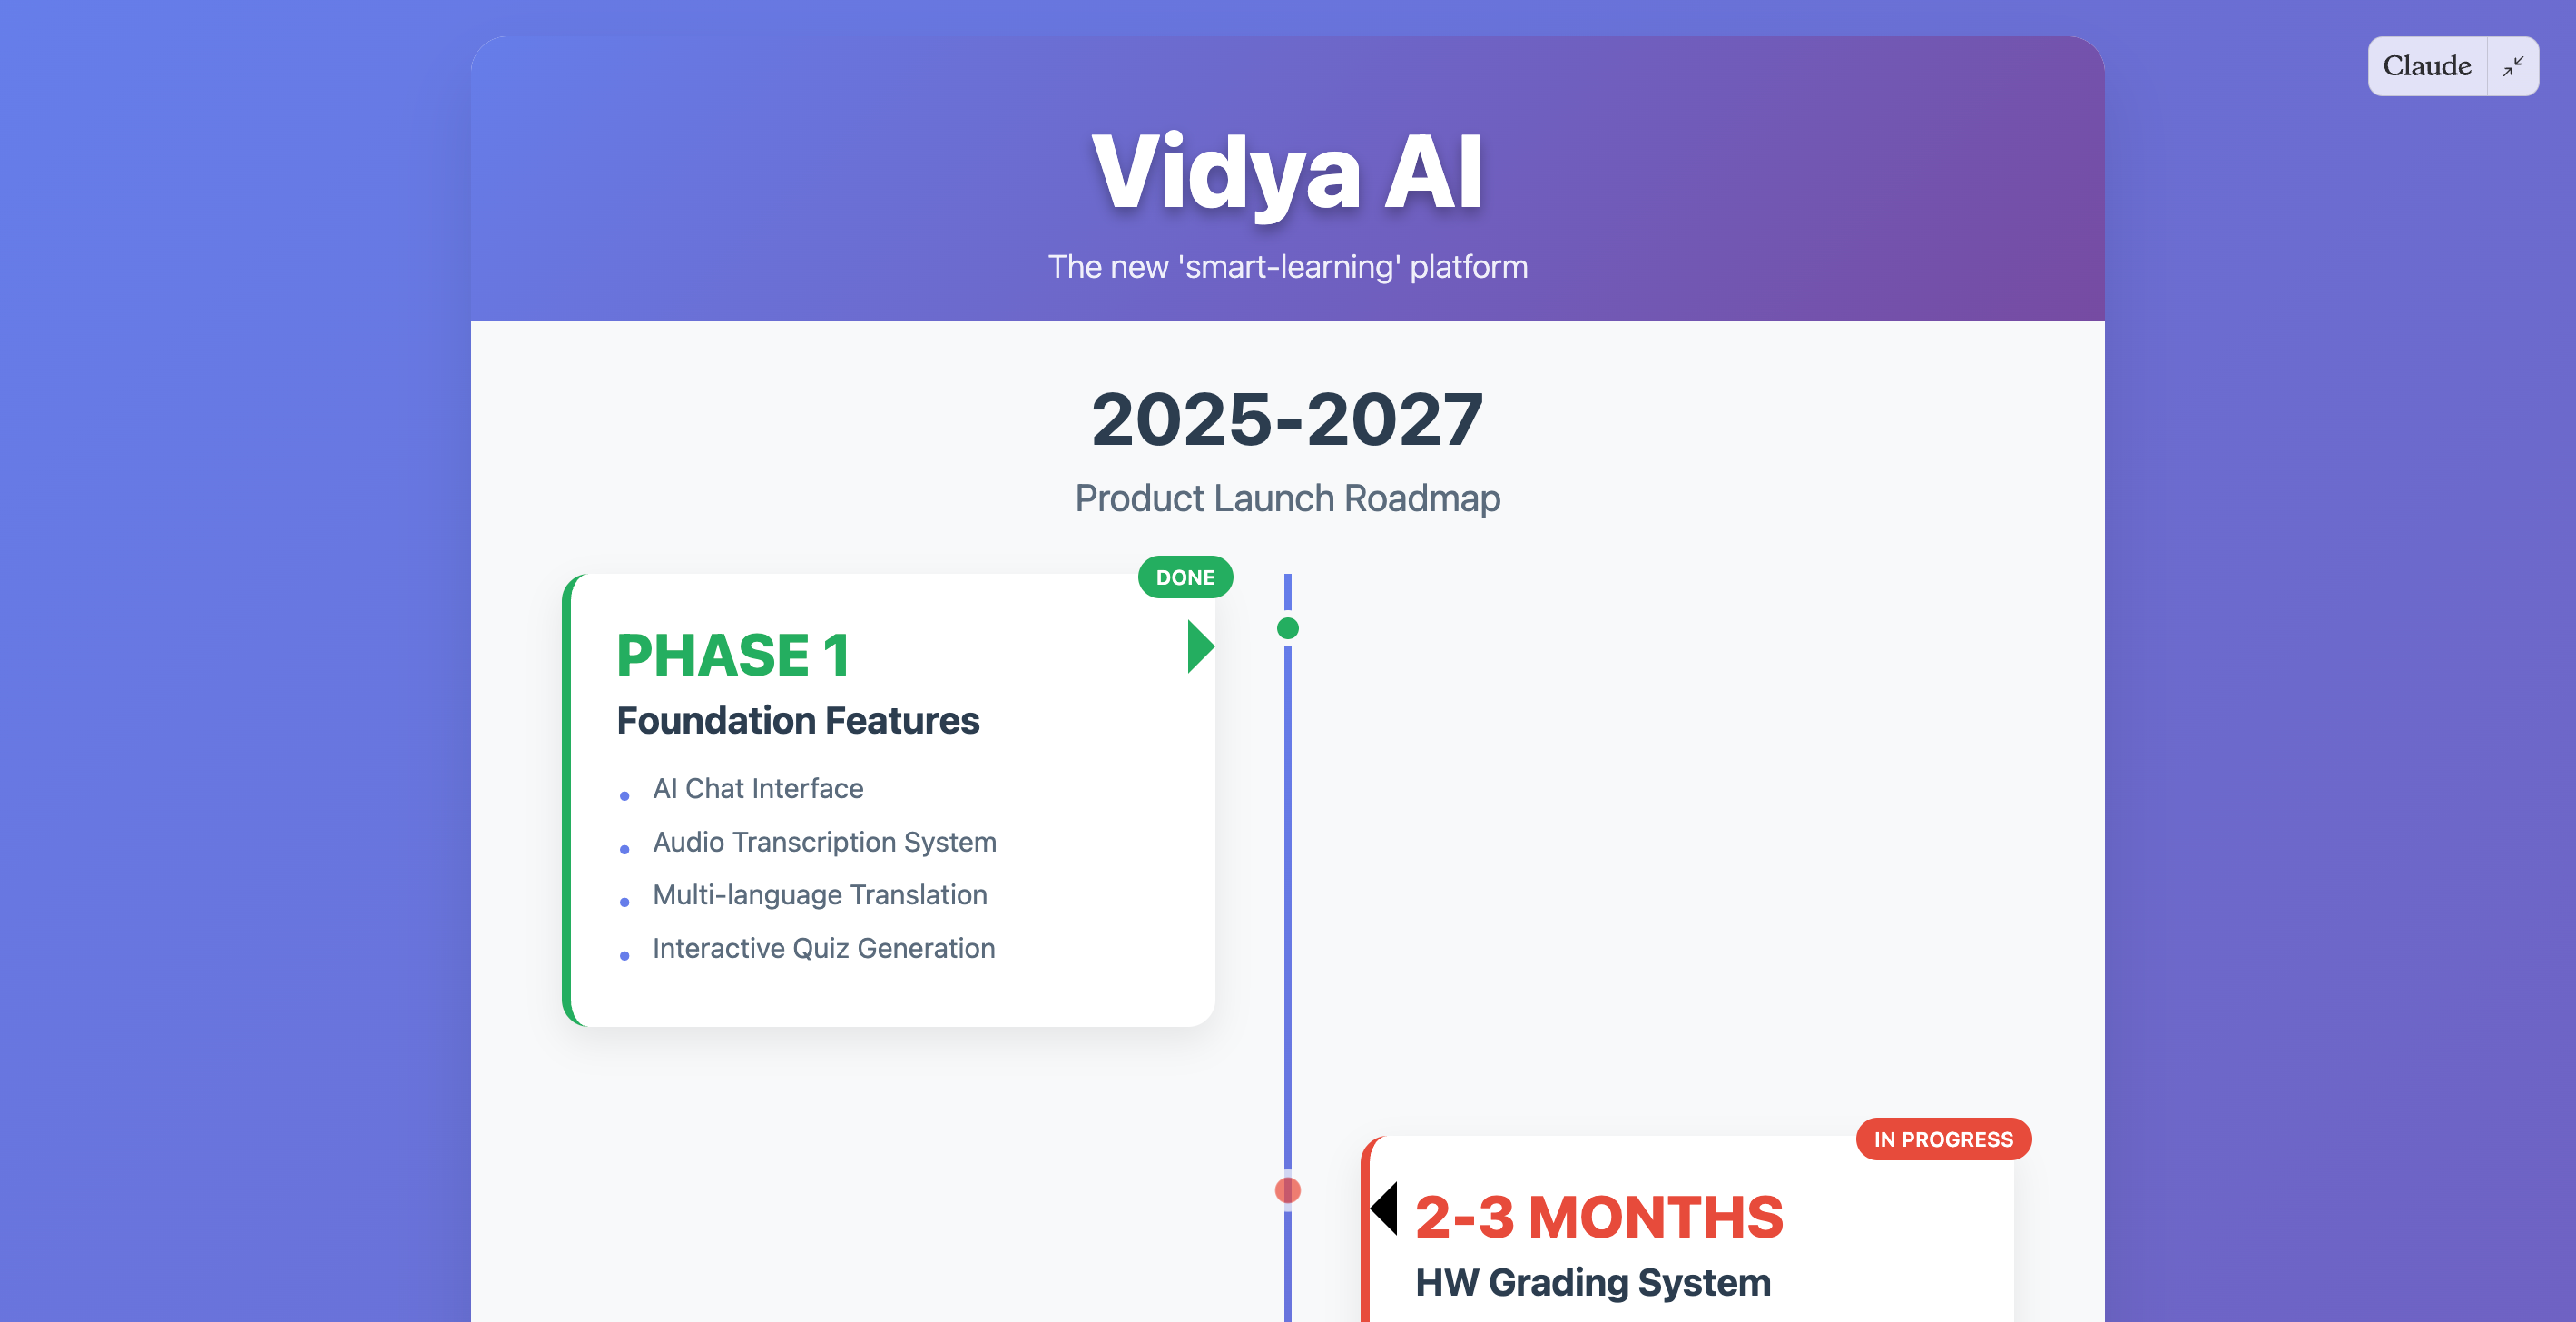 Claude
Vidya AI
The new 'smart-learning' platform
2025-2027
Product Launch Roadmap
DONE
PHASE 1
Foundation Features
AI Chat Interface
Audio Transcription System
Multi-language Translation
Interactive Quiz Generation
IN PROGRESS
2-3 MONTHS
HW Grading System